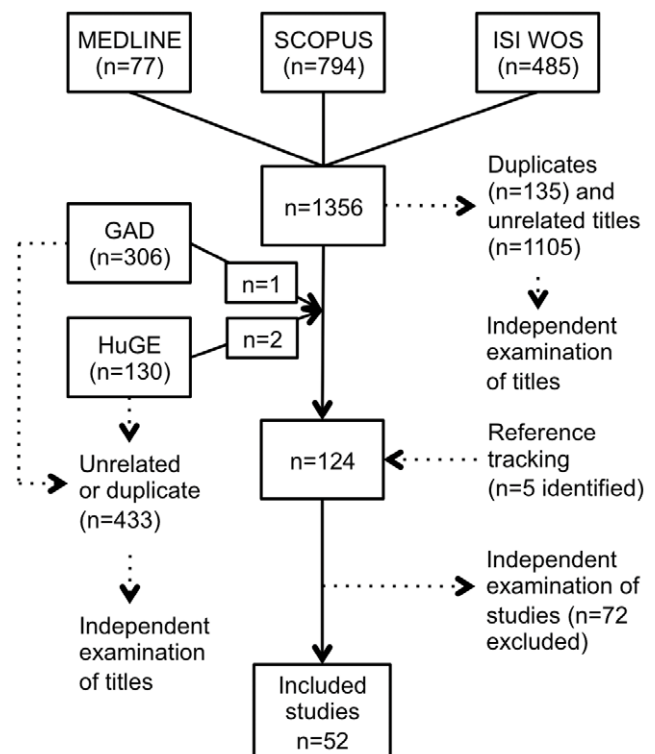 MEDLINE
(n=77)
SCOPUS
(n=794)
ISI WOS
(n=485)
n=1356
Duplicates
(n=135) and
unrelated titles
(n=1105)
GAD
(n=306)
n=1
Independent
examination
of titles
HuGE
(n=130)
n=2
n=124
Reference
tracking
(n=5 identified)
Unrelated
or duplicate
(n=433)
Independent
examination of
studies (n=72
excluded)
Independent
examination
of titles
Included
studies
n=52